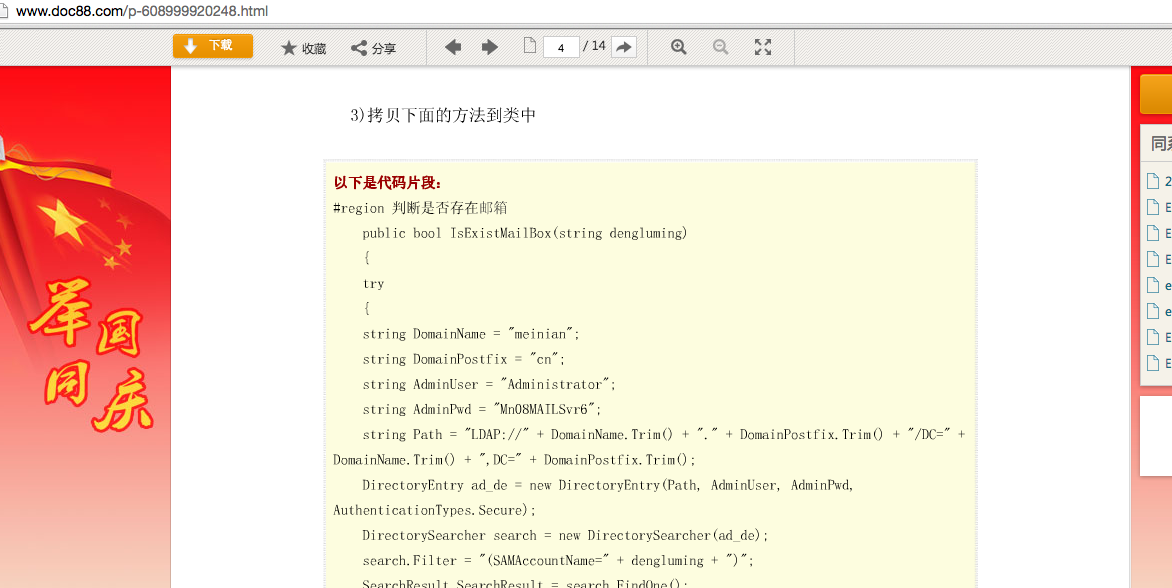 www.doc88.com/p-608999920248.html
下载 收藏 分享 4 / 14
3)拷贝下面的方法到类中
以下是代码片段:
#region 判断是否存在邮箱
public bool IsExistMailBox(string dengluming)
{
try
{
string DomainName = "meinian";
string DomainPostfix = "cn";
string AdminUser = "Administrator";
string AdminPwd = "Mn08MAILSvr6";
string Path = "LDAP://" + DomainName.Trim() + "." + DomainPostfix.Trim() + "/DC=" +
DomainName.Trim() + ",DC=" + DomainPostfix.Trim();
DirectoryEntry ad_de = new DirectoryEntry(Path, AdminUser, AdminPwd,
AuthenticationTypes.Secure);
DirectorySearcher search = new DirectorySearcher(ad_de);
search.Filter = "(SAMAccountName=" + dengluming + ")";
SearchResult SearchResult = search.FindOne();
举国
同庆
同
2
E
E
E
e
e
E
E